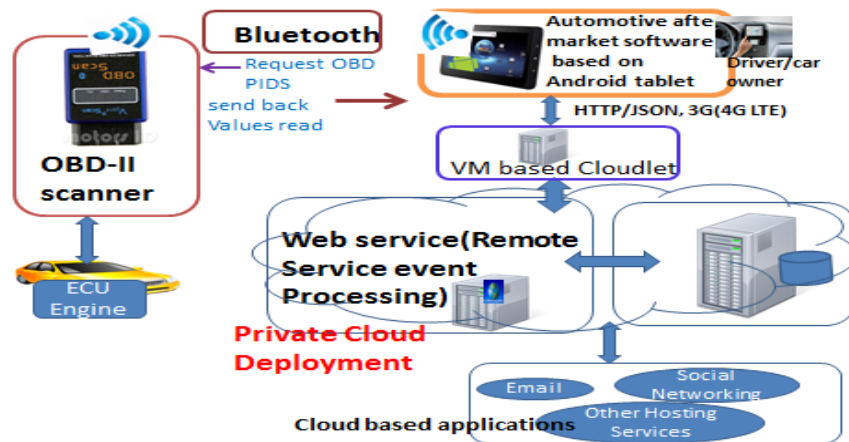 Bluetooth
Request OBD
PIDS
send back
Values read
Automotive afte
market software
based on
Android tablet
Driver/car
owner
HTTP/JSON, 3G(4G LTE)
OBD
Scan
OBD-II
scanner
VM based Cloudlet
ECU
Engine
Web service(Remote
Service event
Processing)
Private Cloud
Deployment
Email
Social
Networking
Other Hosting
Services
Cloud based applications